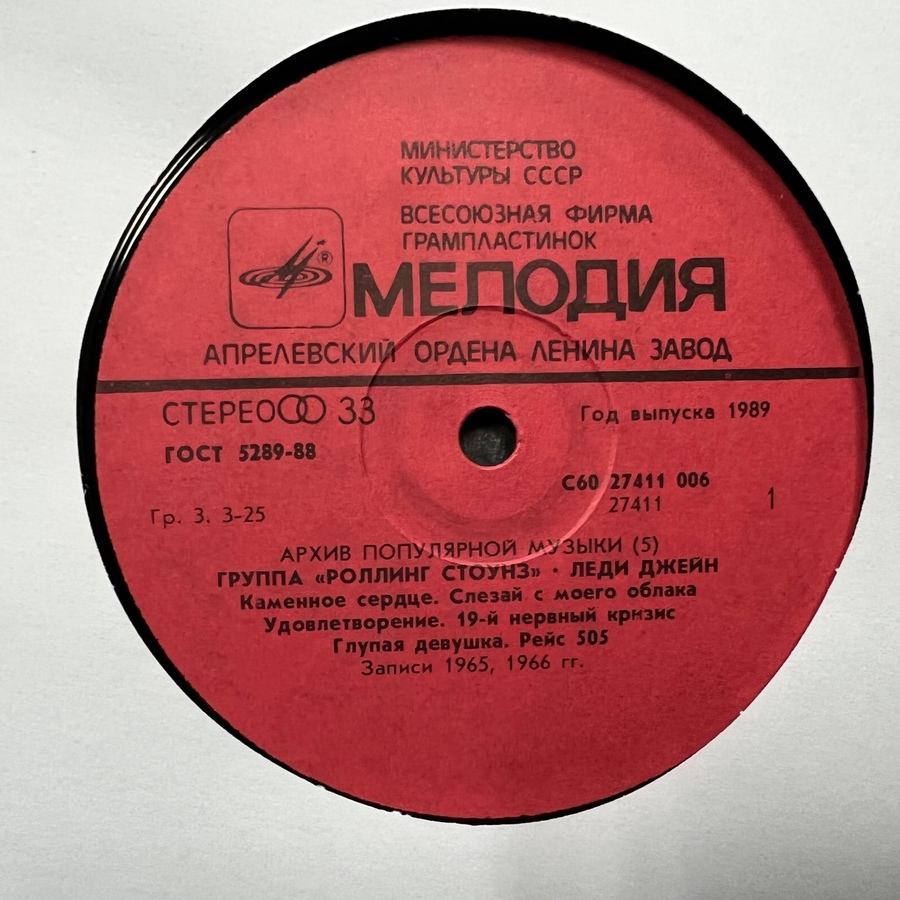 МИНИСТЕРСТВО
КУЛЬТУРЫ СССР
ВСЕСОЮЗНАЯ ФИРМА
ГРАМПЛАСТИНОК
®
МЕЛОДИЯ
АПРЕЛЕВСКИЙ ОРДЕНА ЛЕНИНА ЗАВОД
СТЕРЕО 33
Год выпуска 1989
ГОСТ 5289-88
С60 27411 006
27411
1
Гр. 3. 3-25
АРХИВ ПОПУЛЯРНОЙ МУЗЫКИ (5)
ГРУППА «РОЛЛИНГ СТОУНЗ» · ЛЕДИ ДЖЕЙН
Каменное сердце. Слезай с моего облака
Удовлетворение. 19-й нервный кризис
Глупая девушка. Рейс 505
Записи 1965, 1966 гг.